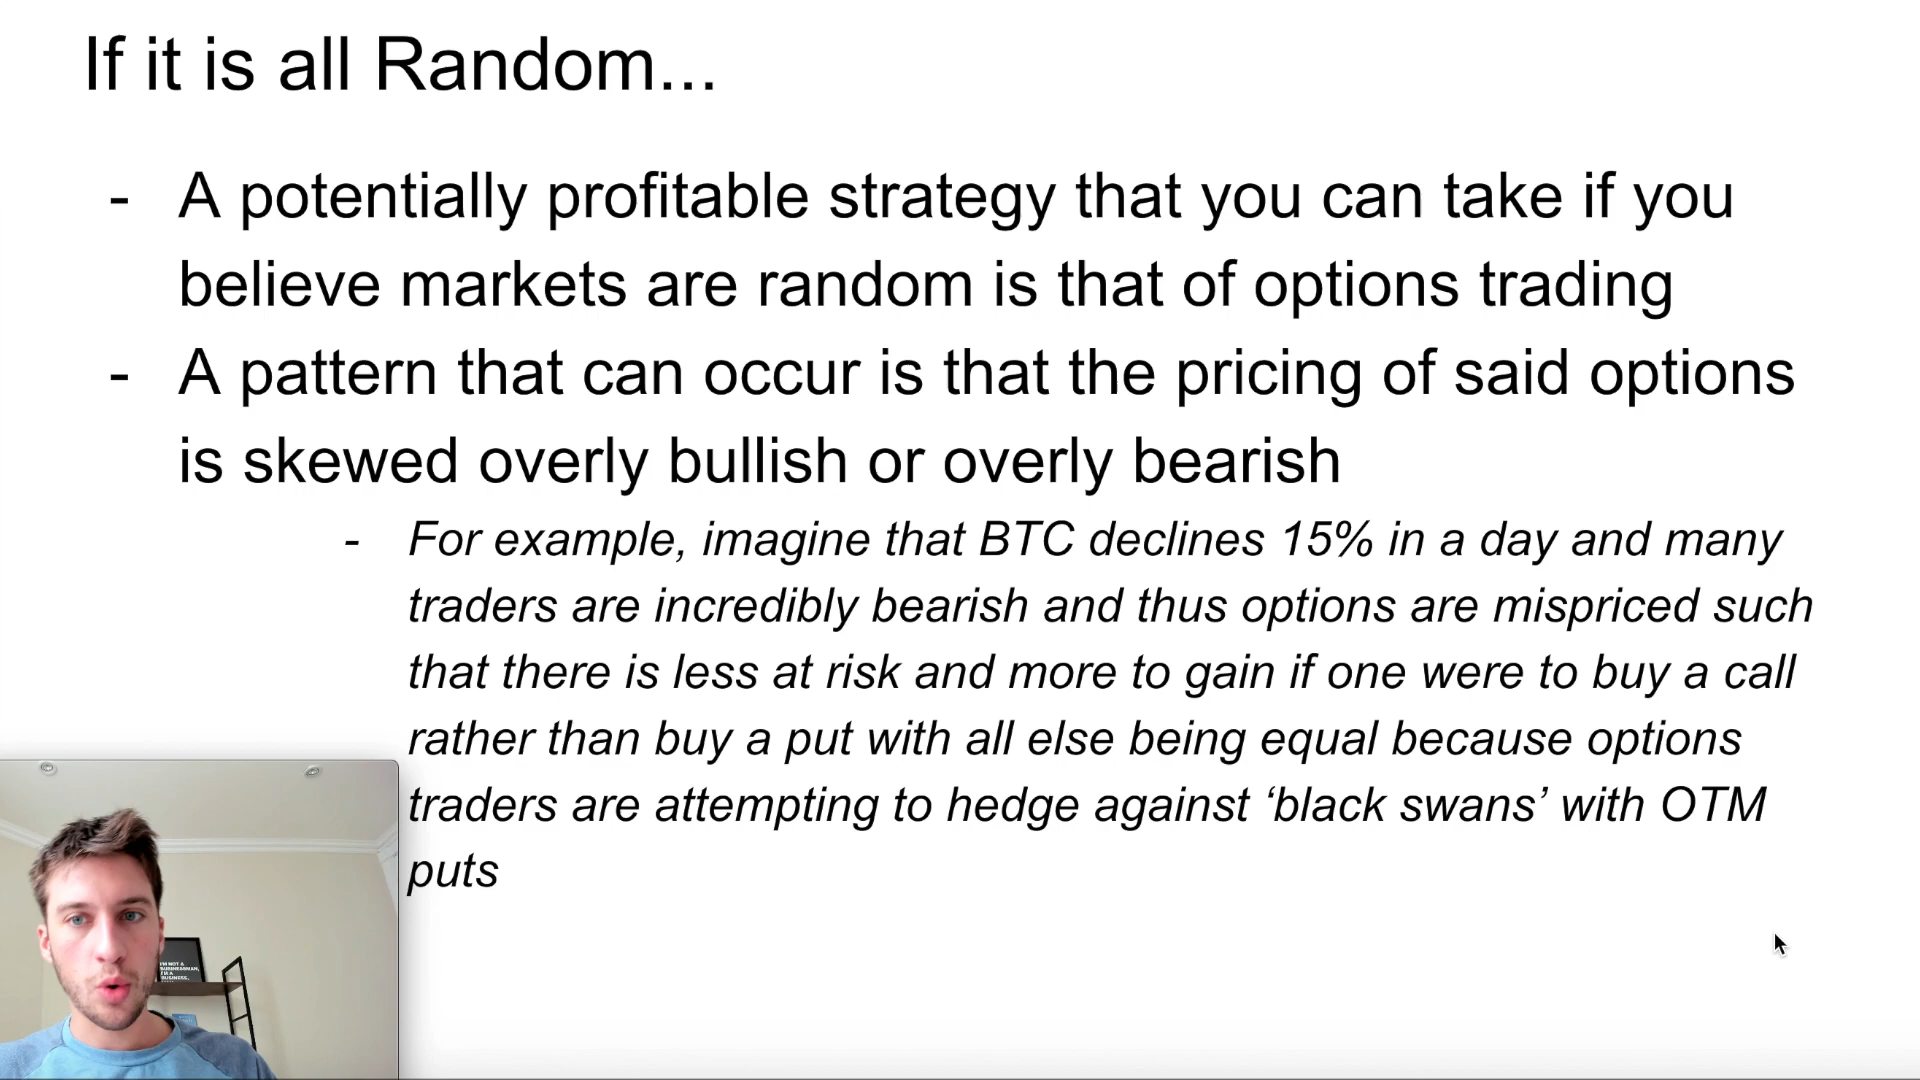 If it is all Random...
- A potentially profitable strategy that you can take if you
believe markets are random is that of options trading
- A pattern that can occur is that the pricing of said options
is skewed overly bullish or overly bearish
- For example, imagine that BTC declines 15% in a day and many
traders are incredibly bearish and thus options are mispriced such
that there is less at risk and more to gain if one were to buy a call
rather than buy a put with all else being equal because options
traders are attempting to hedge against ‘black swans’ with OTM
puts
I'M NOT A
BUSINESSMAN,
I'M A
BUSINESS,